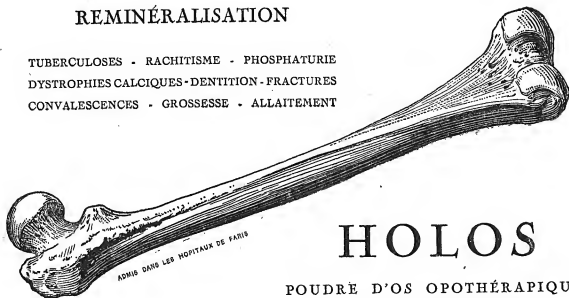 REMINÉRALISATION
TUBERCULOSES - RACHITISME - PHOSPHATURIE
DYSTROPHIES CALCIQUES - DENTITION - FRACTURES
CONVALESCENCES - GROSSESSE - ALLAITEMENT
ADMIS DANS LES HOPITAUX DE PARIS
HOLOS
POUDRE D'OS OPOTHÉRAPIQU